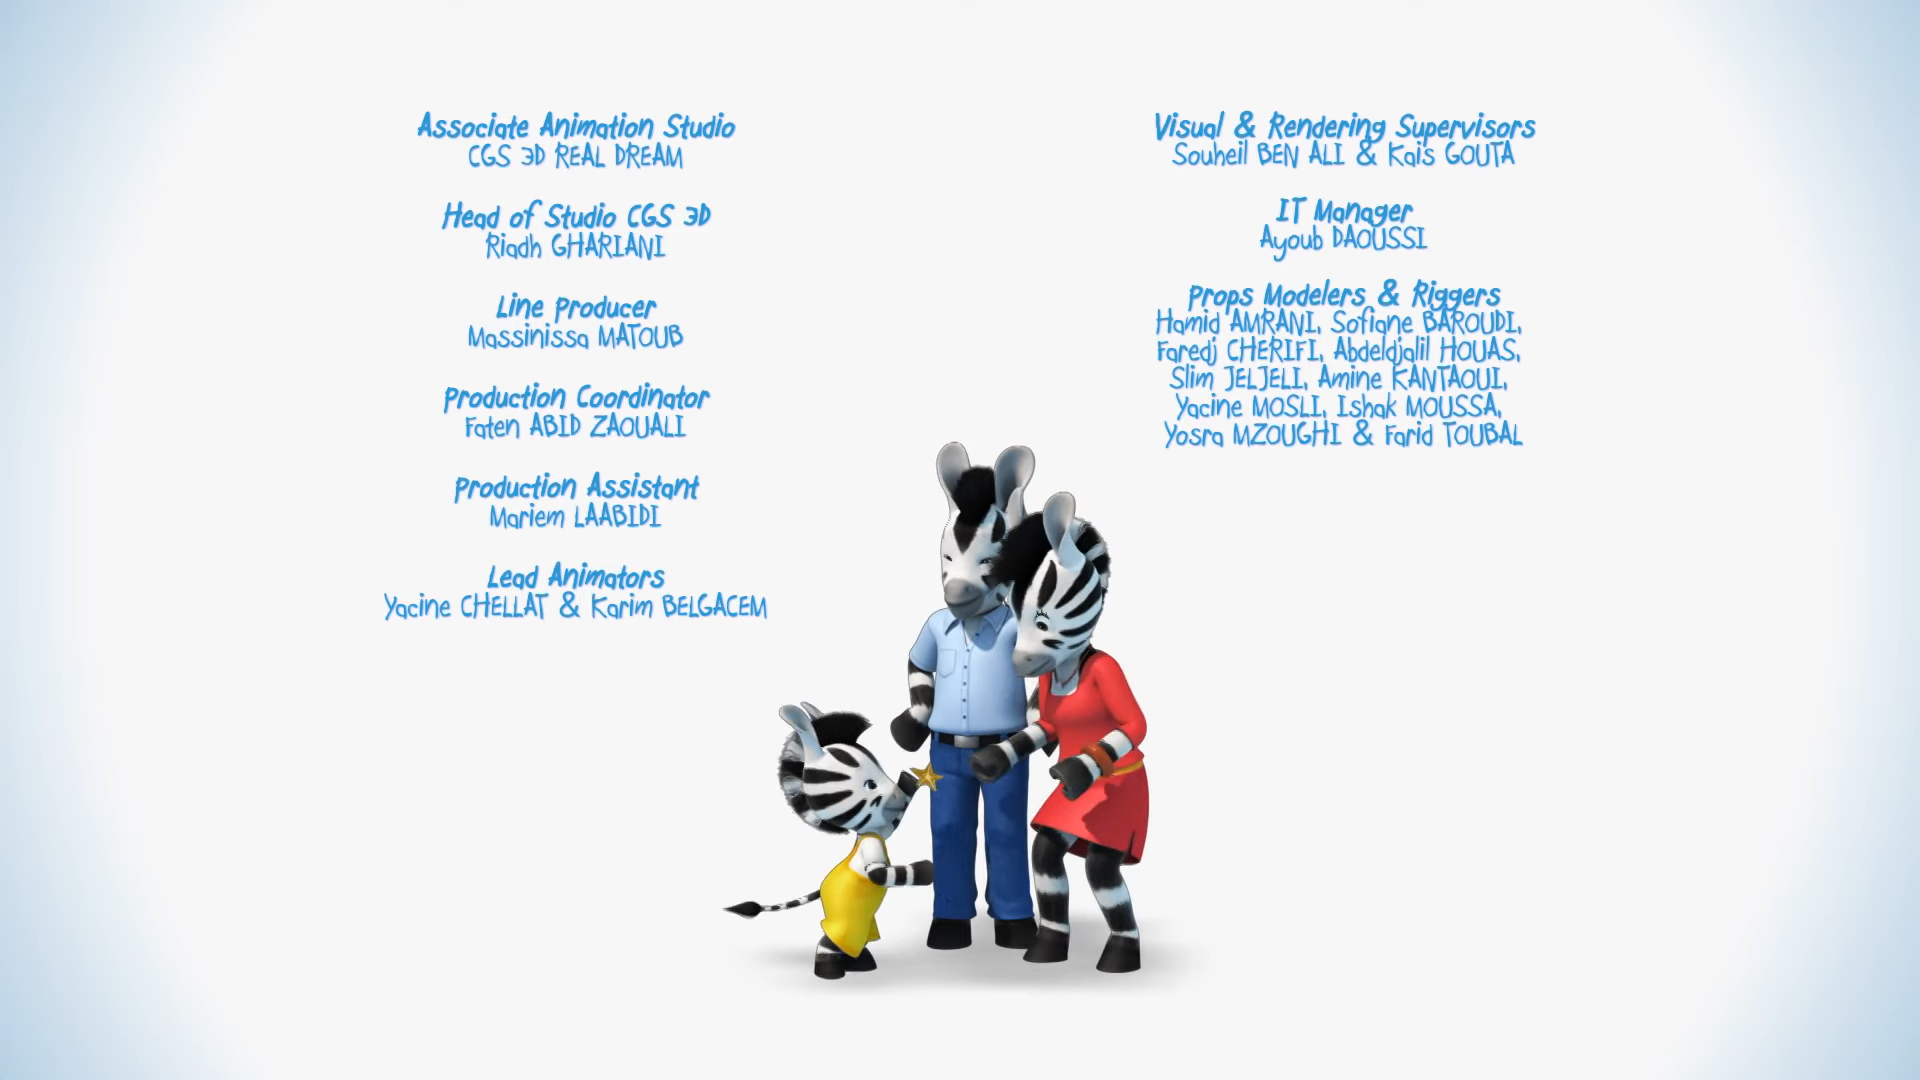 Associate Animation Studio
CGS 3D REAL DREAM
Head of Studio CGS 3D
Riadh GHARIANI
Line Producer
Massinissa MATOUB
Production Coordinator
Faten ABID ZAOUALI
Production Assistant
Mariem LAABIDI
Lead Animators
Yacine CHELLAT & Karim BELGACEM
Visual & Rendering Supervisors
Souheil BEN ALI & Kais GOUTA
IT Manager
Ayoub DAOUSSI
Props Modelers & Riggers
Hamid AMRANI, Sofiane BAROUDI,
Faredj CHERIFI, Abdeldjalil HOUAS,
Slim JELJELI, Amine KANTAOUI,
Yacine MOSLI, Ishak MOUSSA,
Yosra MZOUGHI & Farid TOUBAL